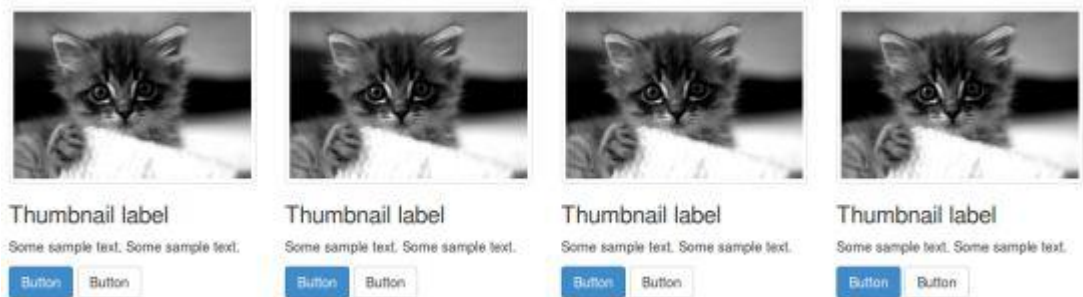 Thumbnail label Thumbnail label Thumbnail label Thumbnail label
Some sample text. Some sample text. Some sample text. Some sample text. Some sample text. Some sample text. Some sample text. Some sample text.
Button Button Button Button Button Button Button Button